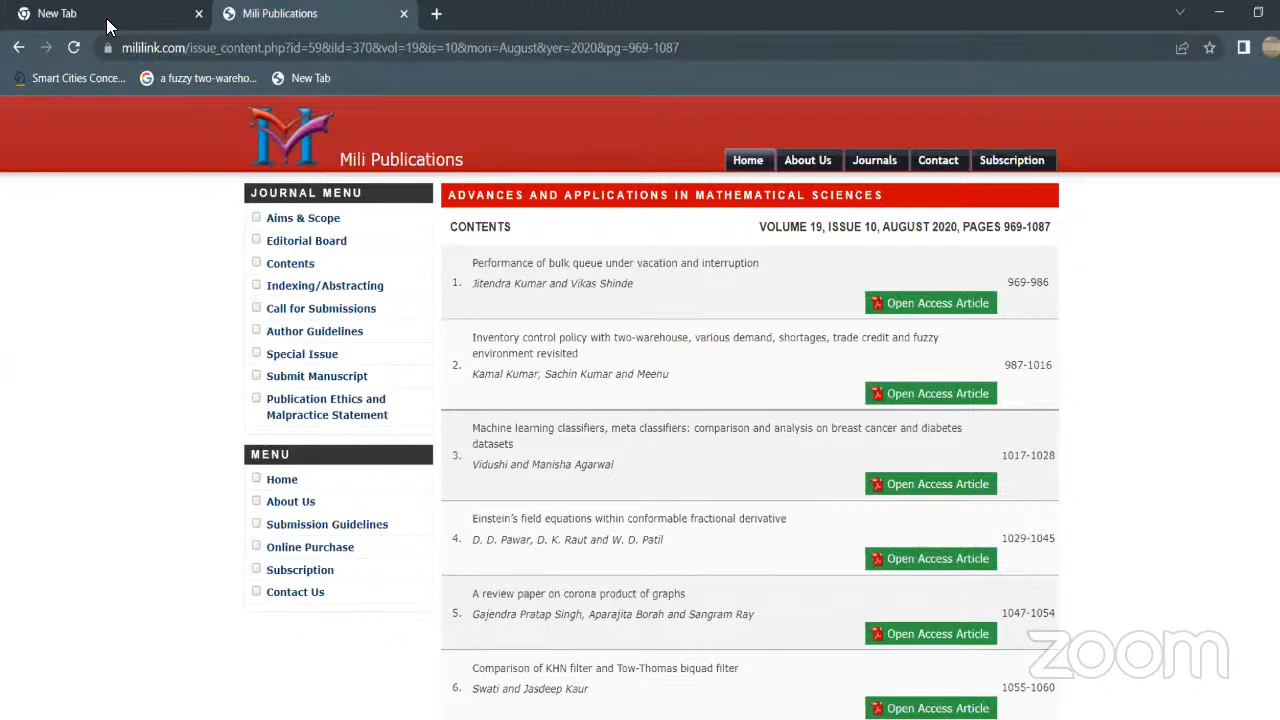 New Tab
Mili Publications
mililink.com/issue_content.php?id=59&iId=370&vol=19&is=10&mon=August&yer=2020&pg=969-1087
Smart Cities Conce...
a fuzzy two-wareho...
New Tab
Mili Publications
Home
About Us
Journals
Contact
Subscription
JOURNAL MENU
Aims & Scope
Editorial Board
Contents
Indexing/Abstracting
Call for Submissions
Author Guidelines
Special Issue
Submit Manuscript
Publication Ethics and
Malpractice Statement
MENU
Home
About Us
Submission Guidelines
Online Purchase
Subscription
Contact Us
ADVANCES AND APPLICATIONS IN MATHEMATICAL SCIENCES
CONTENTS
VOLUME 19, ISSUE 10, AUGUST 2020, PAGES 969-1087
1.
Performance of bulk queue under vacation and interruption
Jitendra Kumar and Vikas Shinde
969-986
Open Access Article
2.
Inventory control policy with two-warehouse, various demand, shortages, trade credit and fuzzy
environment revisited
Kamal Kumar, Sachin Kumar and Meenu
987-1016
Open Access Article
3.
Machine learning classifiers, meta classifiers: comparison and analysis on breast cancer and diabetes
datasets
Vidushi and Manisha Agarwal
1017-1028
Open Access Article
4.
Einstein's field equations within conformable fractional derivative
D. D. Pawar, D. K. Raut and W. D. Patil
1029-1045
Open Access Article
5.
A review paper on corona product of graphs
Gajendra Pratap Singh, Aparajita Borah and Sangram Ray
1047-1054
Open Access Article
6.
Comparison of KHN filter and Tow-Thomas biquad filter
Swati and Jasdeep Kaur
1055-1060
Open Access Article
zoom